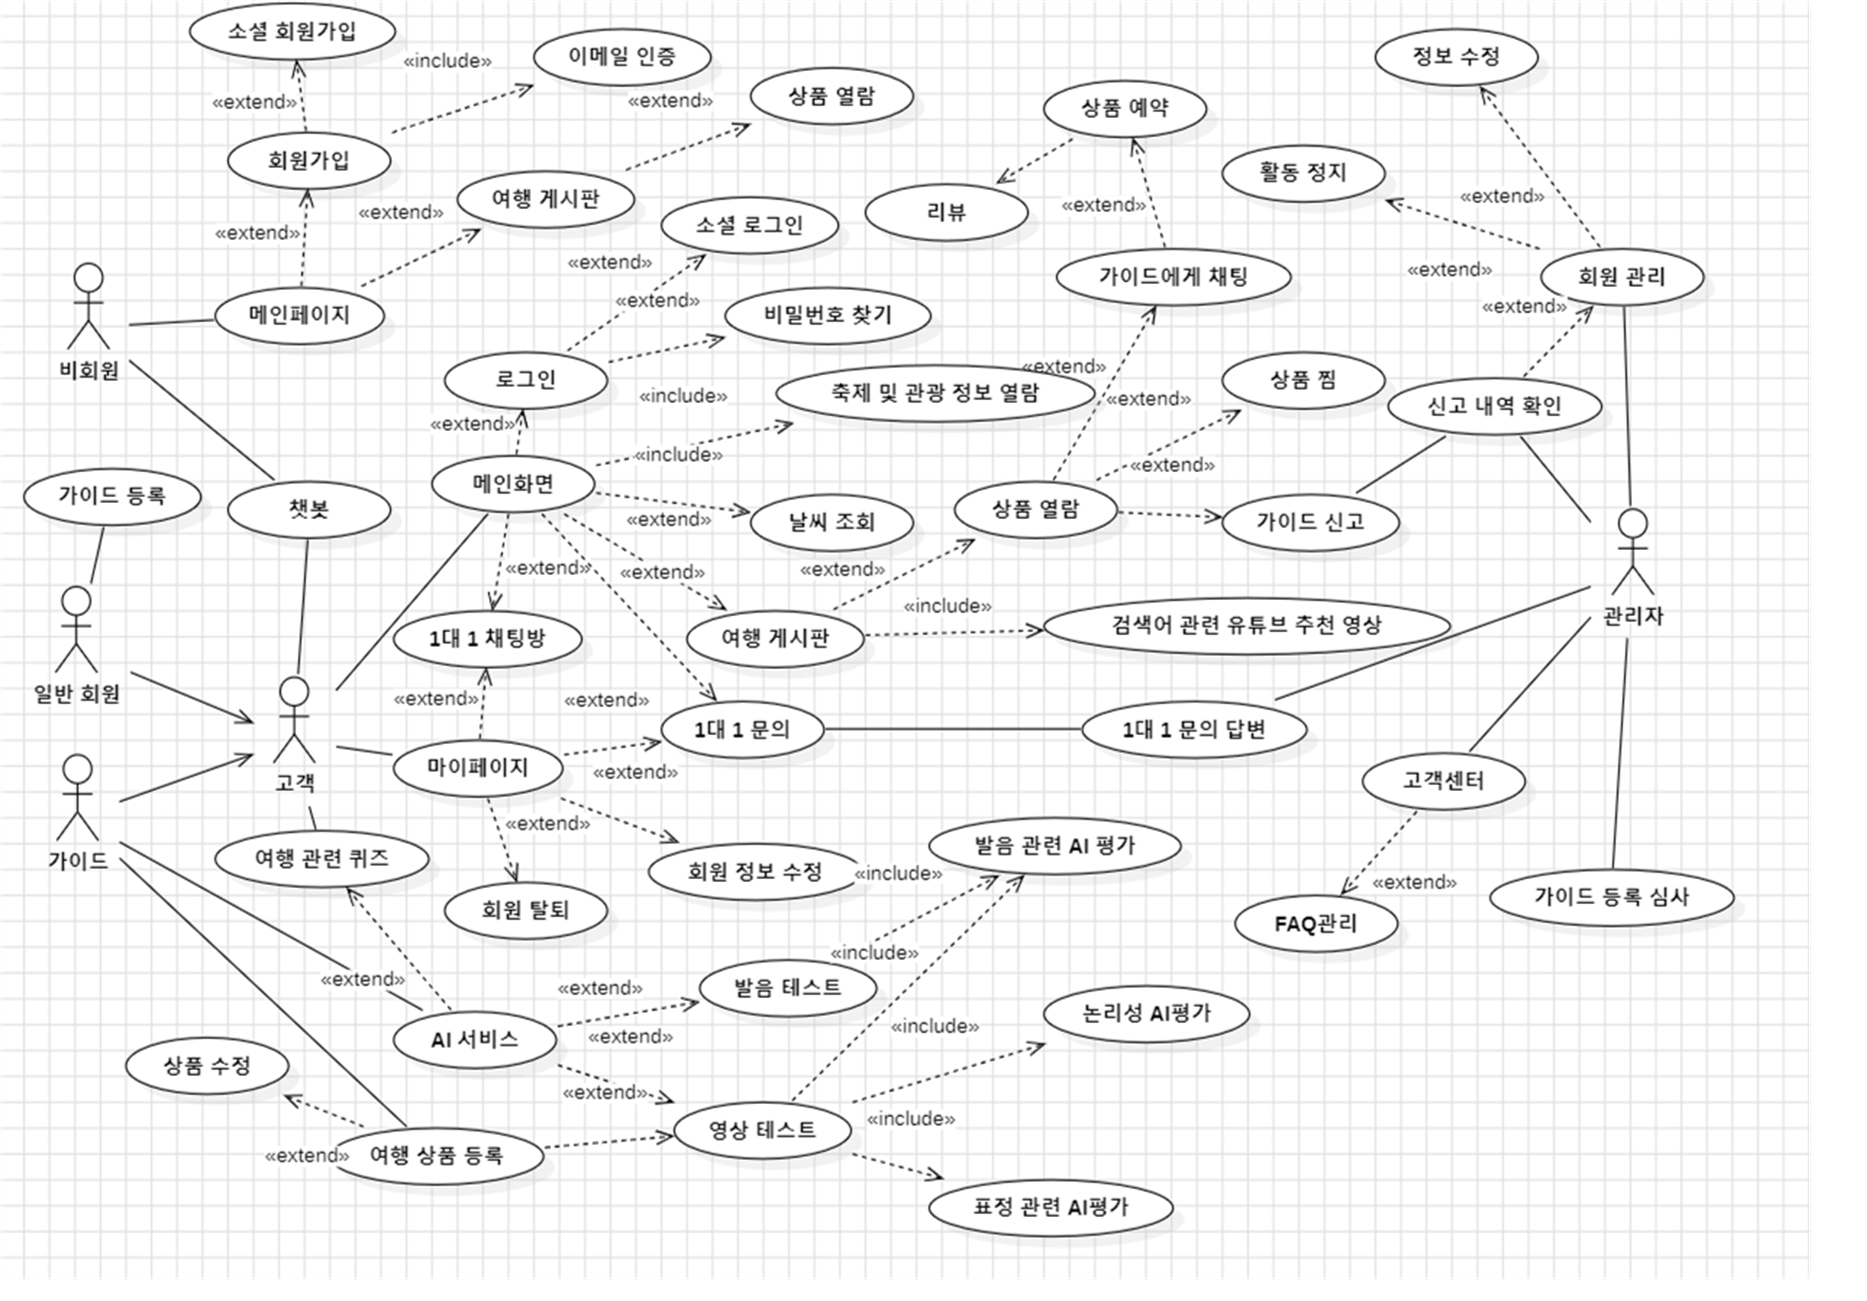 소셜 회원가입
«include»
이메일 인증
정보 수정
«extend»
«extend»
상품 열람
상품 예약
회원가입
활동 정지
«extend»
«extend»
여행 게시판
«extend»
리뷰
«extend»
«extend»
소셜 로그인
«extend»
«extend»
가이드에게 채팅
«extend»
회원 관리
«extend»
«extend»
메인페이지
비밀번호 찾기
비회원
로그인
«extend»
상품 찜
«include»
축제 및 관광 정보 열람
«extend»
신고 내역 확인
«extend»
«include»
«extend»
메인화면
가이드 등록
챗봇
상품 열람
«extend»
날씨 조회
가이드 신고
«extend»
«extend»
«extend»
«include»
관리자
1대 1 채팅방
여행 게시판
검색어 관련 유튜브 추천 영상
일반 회원
«extend»
«extend»
1대 1 문의
1대 1 문의 답변
마이페이지
«extend»
고객
고객센터
«extend»
가이드
여행 관련 퀴즈
발음 관련 AI 평가
회원 정보 수정
«include»
«extend»
가이드 등록 심사
회원 탈퇴
FAQ관리
«include»
«extend»
«extend»
발음 테스트
논리성 AI평가
«include»
AI 서비스
«extend»
상품 수정
«extend»
«include»
영상 테스트
«extend»
여행 상품 등록
표정 관련 AI평가